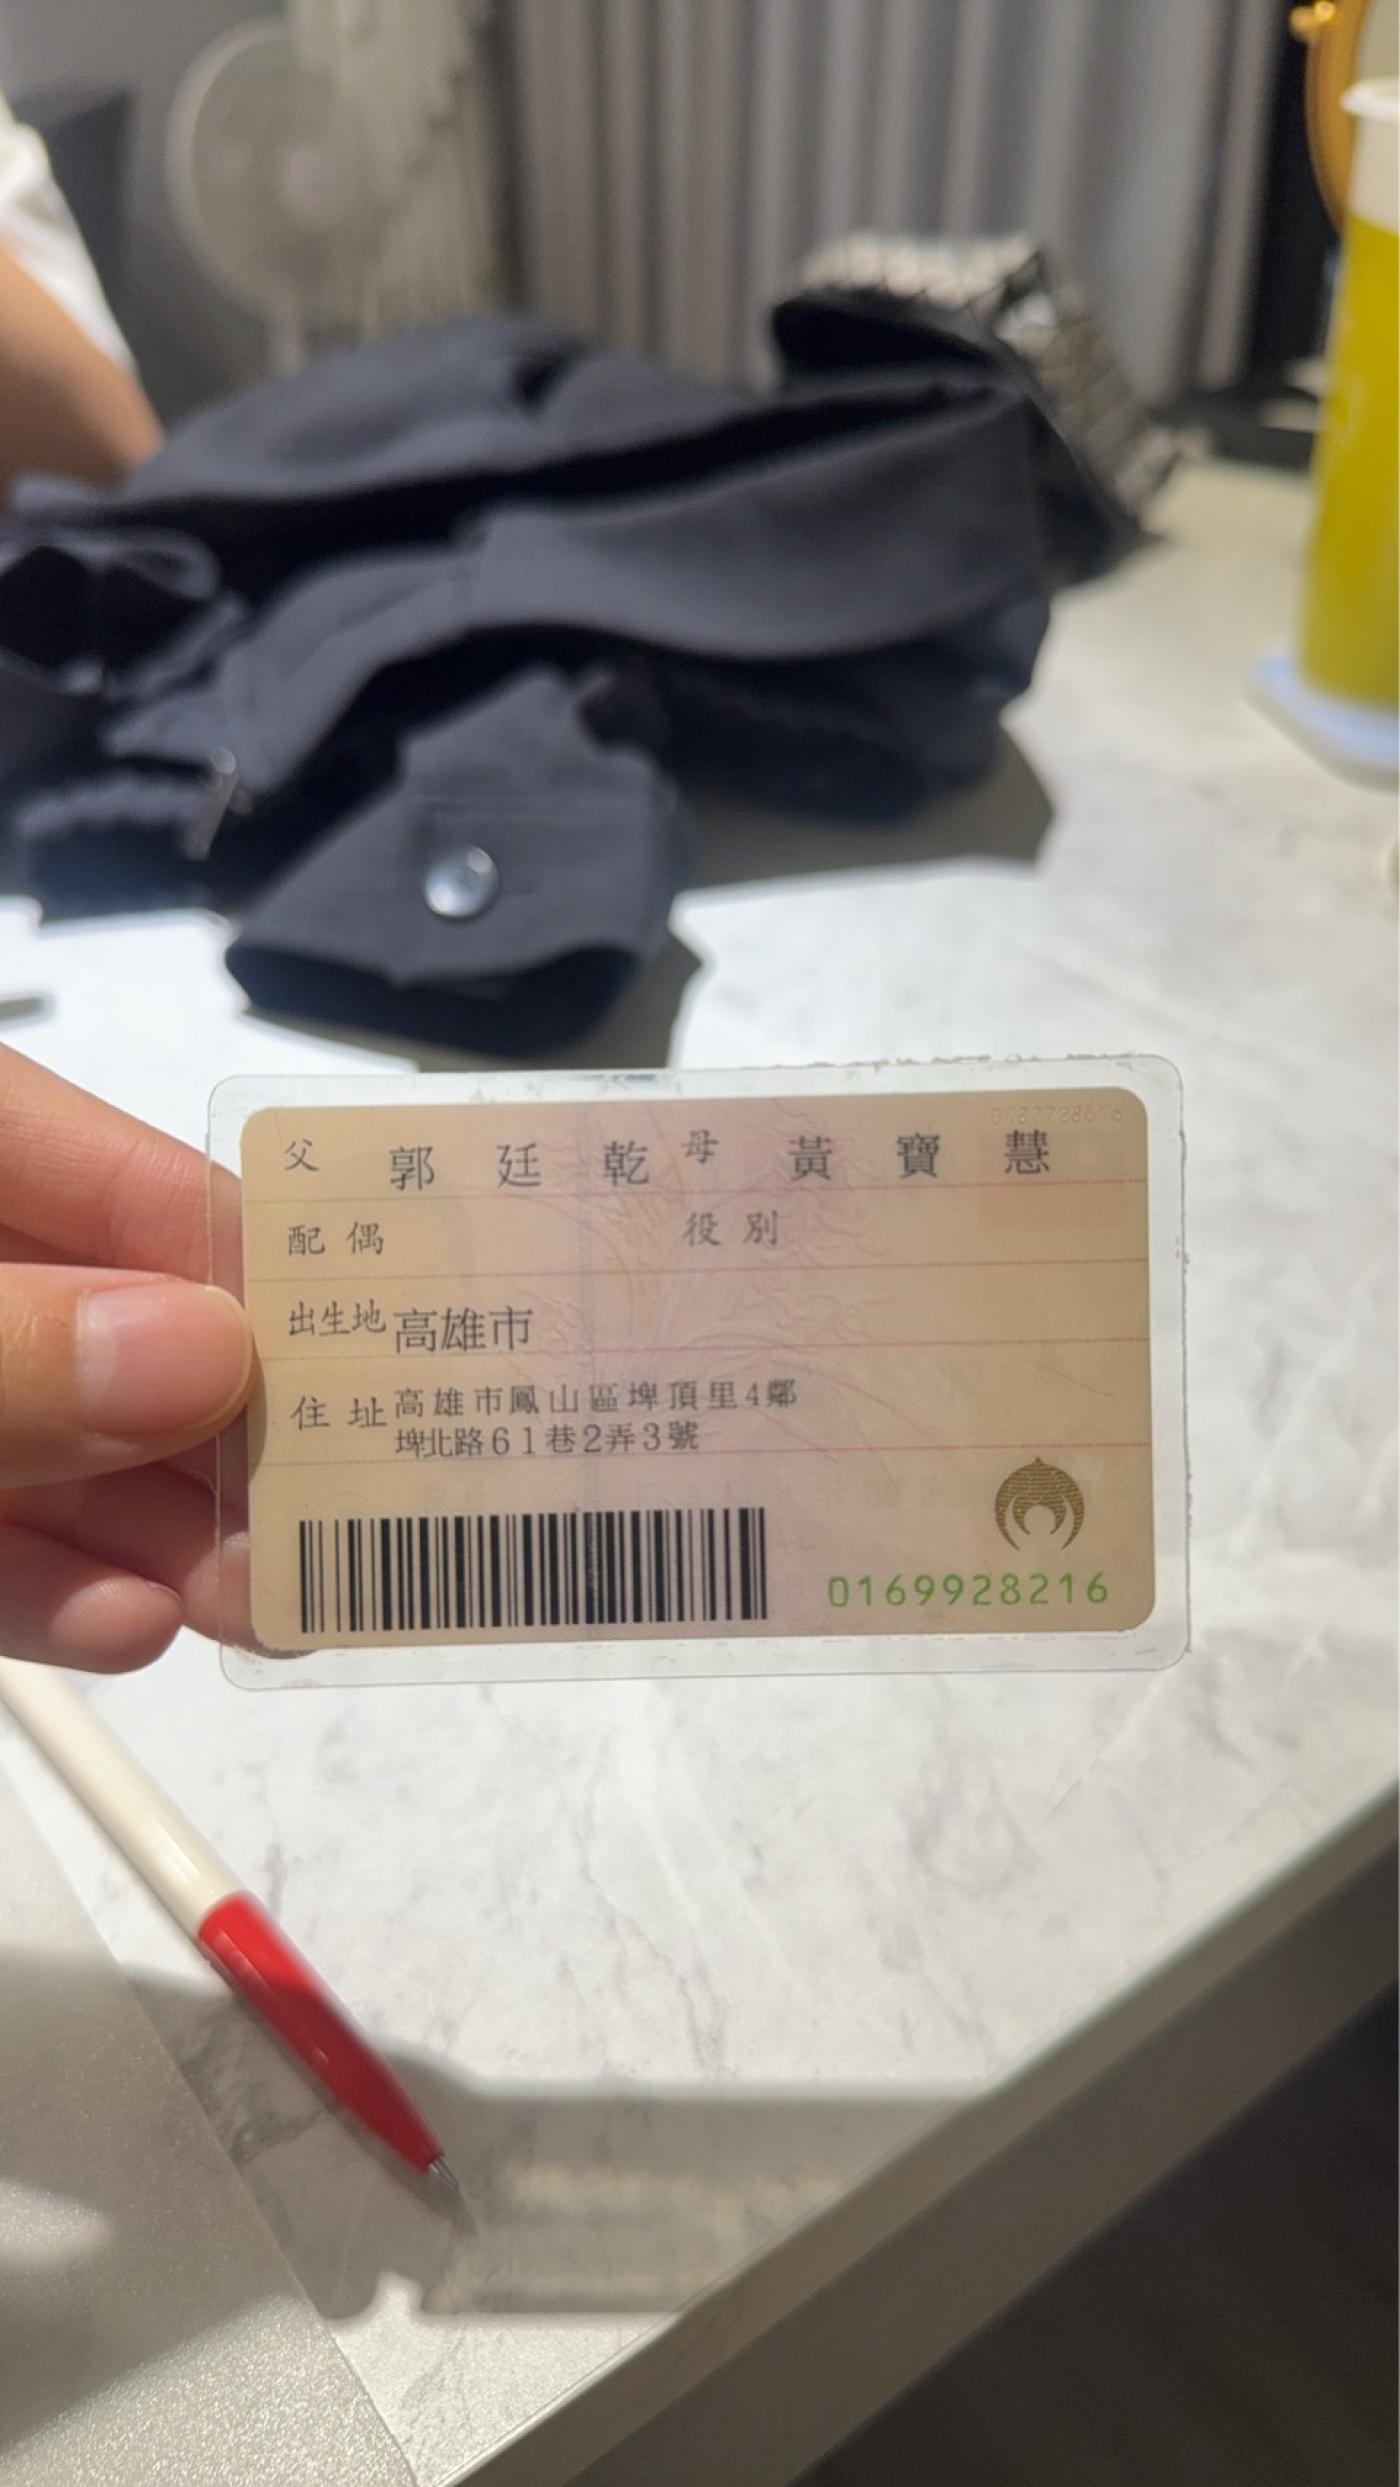 父 郭廷乾 母 黃寶慧
配偶 役別
出生地 高雄市
住址 高雄市鳳山區埤頂里4鄰
埤北路61巷2弄3號
0169928216